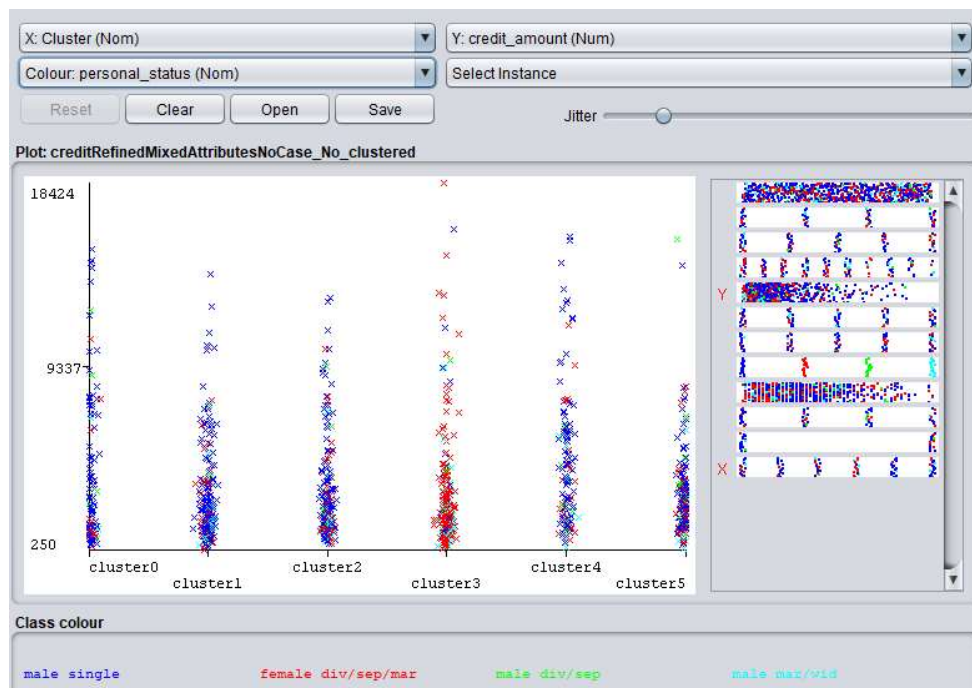 X: Cluster (Nom) Y: credit_amount (Num)
Colour: personal_status (Nom) Select Instance
Reset Clear Open Save Jitter
Plot: creditRefinedMixedAttributesNoCase_No_clustered
18424
9337
250
cluster0 cluster2 cluster4
cluster1 cluster3 cluster5
Y
X
Class colour
male single female div/sep/mar male div/sep male mar/wid